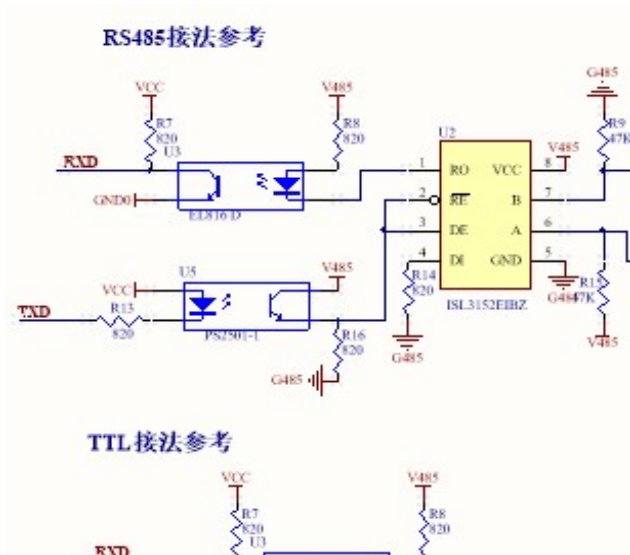 RS485接法参考
G485
VCC
V485
R7
820
U3
R8
820
U2
R9
47K
V485
RXD
1
RO
VCC
8
GND0
2
RE
B
7
EL816 D
3
DE
A
6
U5
V485
4
DI
GND
5
VCC
R14
820
G485
R15
47K
TXD
R13
820
PS2501-1
R16
820
ISL3152EIBZ
G485
V485
G485
TTL接法参考
VCC
V485
R7
820
U3
R8
820
RXD